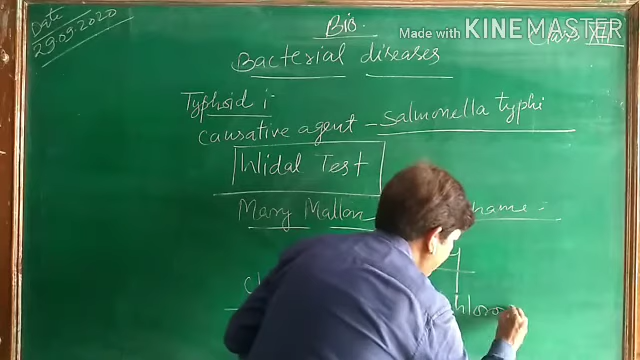 Date
29.09.2020
Bio.
Made with KINEMASTER
Class XII
Bacterial diseases
Typhoid :
Causative agent - Salmonella typhi
Widal Test
Mary Mallon
name :-